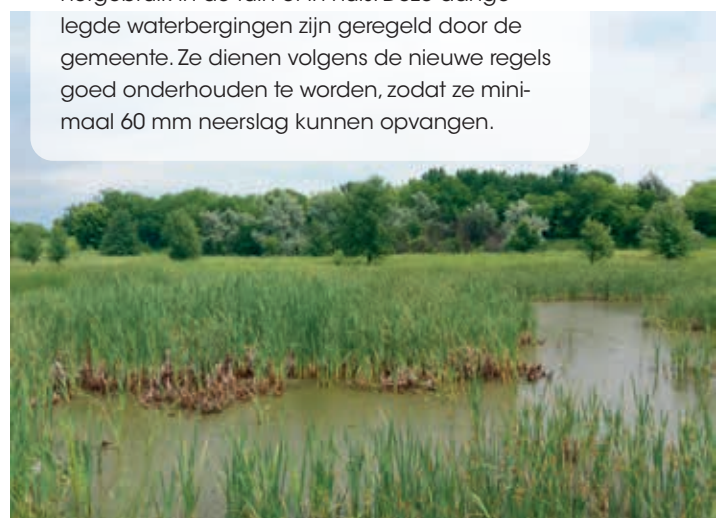 legde waterbergingen zijn geregeld door de
gemeente. Ze dienen volgens de nieuwe regels
goed onderhouden te worden, zodat ze mini-
maal 60 mm neerslag kunnen opvangen.